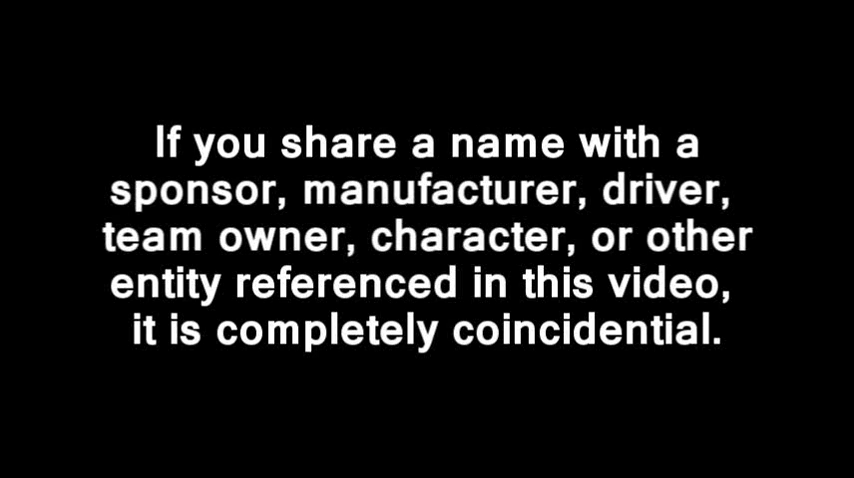 If you share a name with a
sponsor, manufacturer, driver,
team owner, character, or other
entity referenced in this video,
it is completely coincidential.